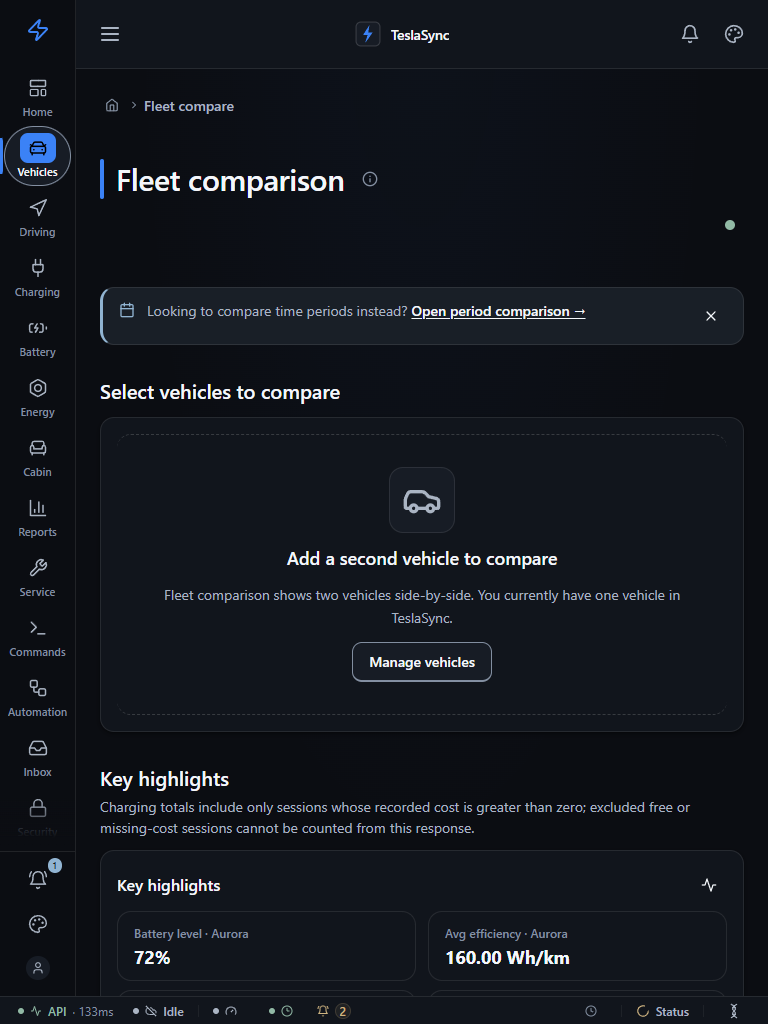 TeslaSync
Home
Vehicles
Driving
Charging
Battery
Energy
Cabin
Reports
Service
Commands
Automation
Inbox
Security
1
Fleet compare
Fleet comparison
Looking to compare time periods instead? Open period comparison →
Select vehicles to compare
Add a second vehicle to compare
Fleet comparison shows two vehicles side-by-side. You currently have one vehicle in
TeslaSync.
Manage vehicles
Key highlights
Charging totals include only sessions whose recorded cost is greater than zero; excluded free or
missing-cost sessions cannot be counted from this response.
Key highlights
Battery level · Aurora
72%
Avg efficiency · Aurora
160.00 Wh/km
API · 133ms
Idle
2
Status